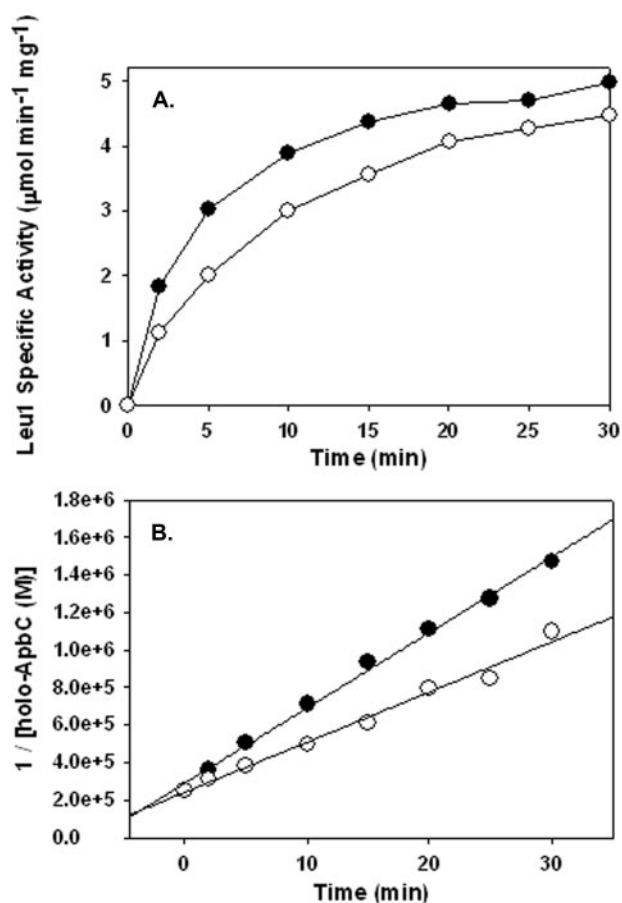 A.
Leu1 Specific Activity (µmol min⁻¹ mg⁻¹)
5
4
3
2
1
0
0 5 10 15 20 25 30
Time (min)
B.
1 / [holo-ApbC (M)]
1.8e+6
1.6e+6
1.4e+6
1.2e+6
1.0e+6
8.0e+5
6.0e+5
4.0e+5
2.0e+5
0.0
0 10 20 30
Time (min)